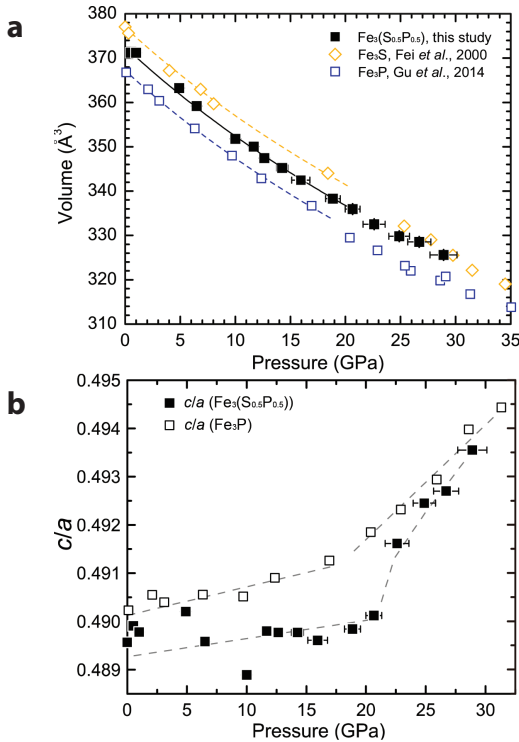 a
380
370
360
350
340
330
320
310
Volume (Å³)
Fe₃(S₀.₅P₀.₅), this study
Fe₃S, Fei et al., 2000
Fe₃P, Gu et al., 2014
0 5 10 15 20 25 30 35
Pressure (GPa)
b
0.495
0.494
0.493
0.492
0.491
0.490
0.489
c/a
c/a (Fe₃(S₀.₅P₀.₅))
c/a (Fe₃P)
0 5 10 15 20 25 30
Pressure (GPa)